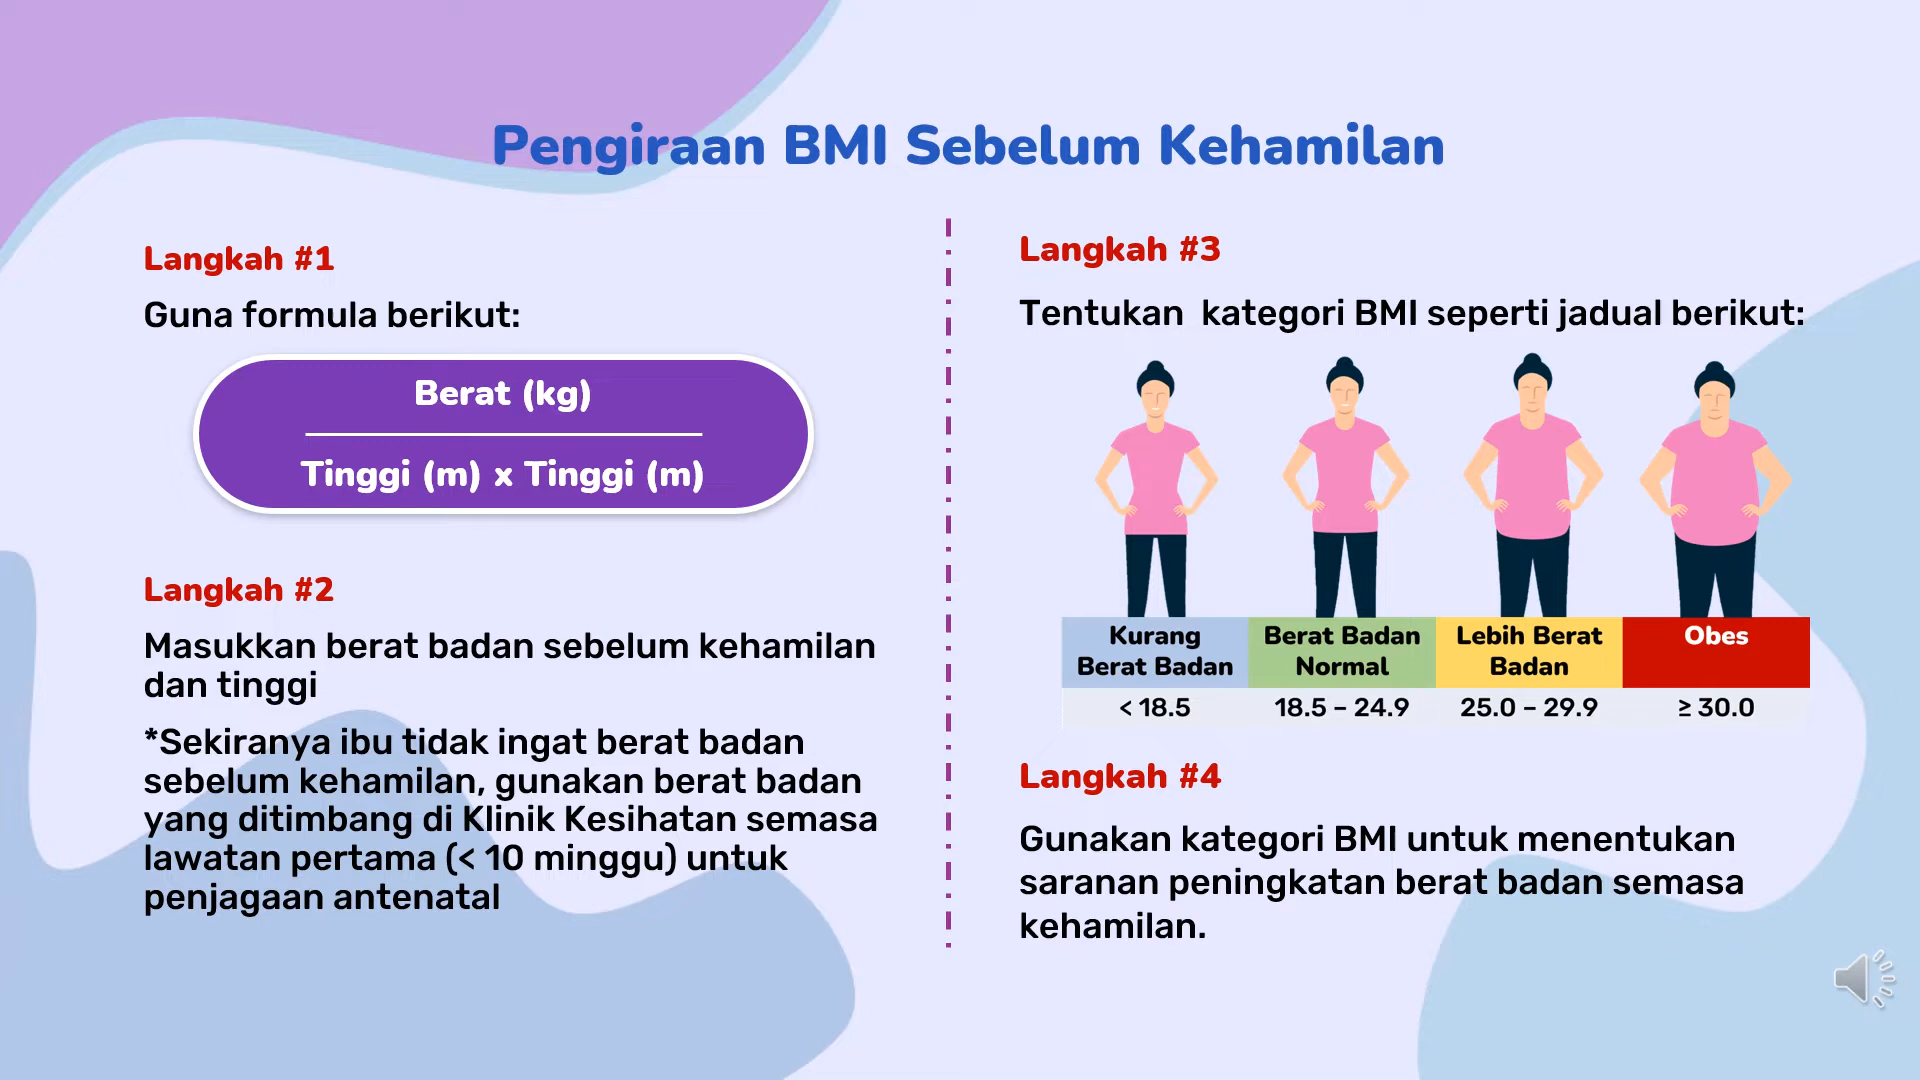 Pengiraan BMI Sebelum Kehamilan
Langkah #1
Guna formula berikut:
Berat (kg)
Tinggi (m) x Tinggi (m)
Langkah #2
Masukkan berat badan sebelum kehamilan
dan tinggi
*Sekiranya ibu tidak ingat berat badan
sebelum kehamilan, gunakan berat badan
yang ditimbang di Klinik Kesihatan semasa
lawatan pertama (< 10 minggu) untuk
penjagaan antenatal
Langkah #3
Tentukan kategori BMI seperti jadual berikut:
Kurang
Berat Badan
Berat Badan
Normal
Lebih Berat
Badan
Obes
< 18.5
18.5 – 24.9
25.0 – 29.9
≥ 30.0
Langkah #4
Gunakan kategori BMI untuk menentukan
saranan peningkatan berat badan semasa
kehamilan.